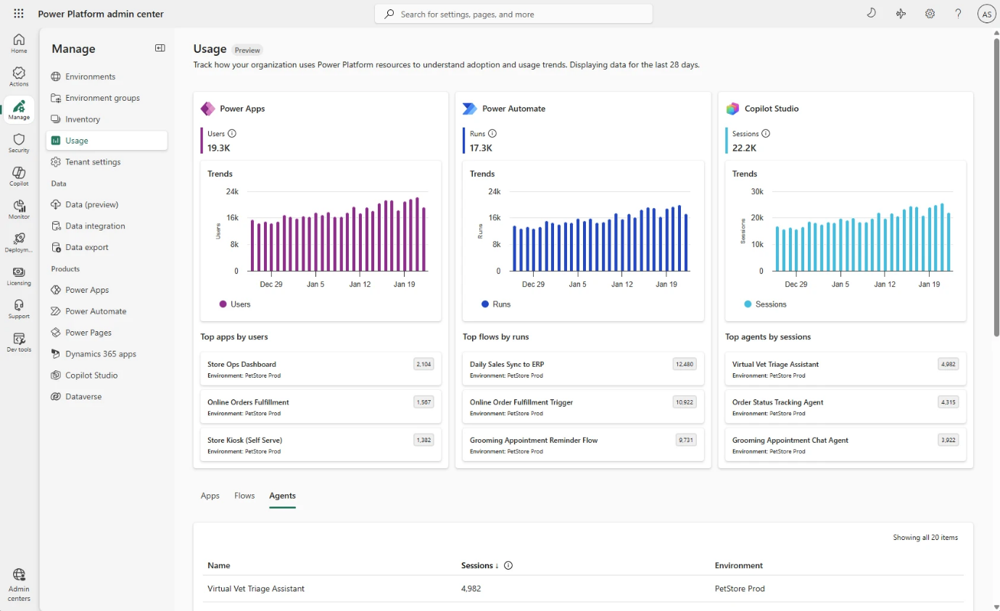 Power Platform admin center
Search for settings, pages, and more
AS
Home
Actions
Manage
Security
Copilot
Monitor
Deploym...
Licensing
Support
Dev tools
Admin
centers
Manage
Environments
Environment groups
Inventory
Usage
Tenant settings
Data
Data (preview)
Data integration
Data export
Products
Power Apps
Power Automate
Power Pages
Dynamics 365 apps
Copilot Studio
Dataverse
Usage Preview
Track how your organization uses Power Platform resources to understand adoption and usage trends. Displaying data for the last 28 days.
Power Apps
Users
19.3K
Trends
24k
16k
8k
0
Users
Dec 29 Jan 5 Jan 12 Jan 19
Users
Top apps by users
Store Ops Dashboard 2,104
Environment: PetStore Prod
Online Orders Fulfillment 1,567
Environment: PetStore Prod
Store Kiosk (Self Serve) 1,382
Environment: PetStore Prod
Power Automate
Runs
17.3K
Trends
24k
16k
8k
0
Runs
Dec 29 Jan 5 Jan 12 Jan 19
Runs
Top flows by runs
Daily Sales Sync to ERP 12,480
Environment: PetStore Prod
Online Order Fulfillment Trigger 10,922
Environment: PetStore Prod
Grooming Appointment Reminder Flow 9,731
Environment: PetStore Prod
Copilot Studio
Sessions
22.2K
Trends
30k
20k
10k
0
Sessions
Dec 29 Jan 5 Jan 12 Jan 19
Sessions
Top agents by sessions
Virtual Vet Triage Assistant 4,982
Environment: PetStore Prod
Order Status Tracking Agent 4,315
Environment: PetStore Prod
Grooming Appointment Chat Agent 3,922
Environment: PetStore Prod
Apps Flows Agents
Showing all 20 items
Name Sessions ↓ Environment
Virtual Vet Triage Assistant 4,982 PetStore Prod